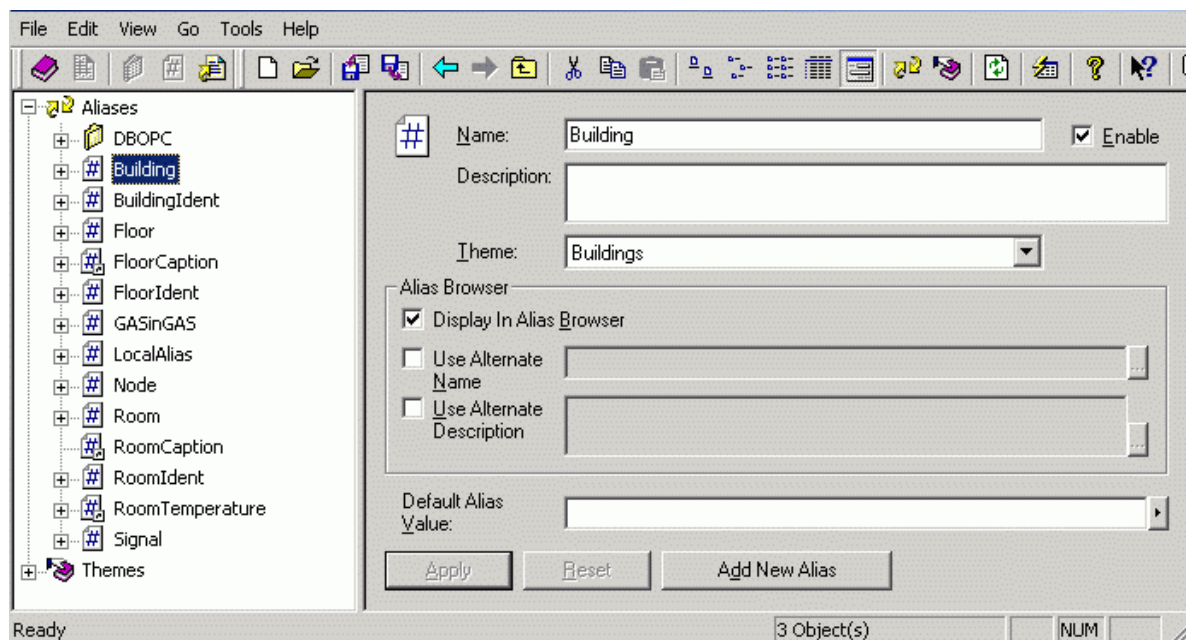 File Edit View Go Tools Help
Aliases
DBOPC
Building
BuildingIdent
Floor
FloorCaption
FloorIdent
GASinGAS
LocalAlias
Node
Room
RoomCaption
RoomIdent
RoomTemperature
Signal
Themes
Name: Building Enable
Description:
Theme: Buildings
Alias Browser
Display In Alias Browser
Use Alternate
Name
...
Use Alternate
Description
...
Default Alias
Value:
Apply Reset Add New Alias
Ready 3 Object(s) NUM